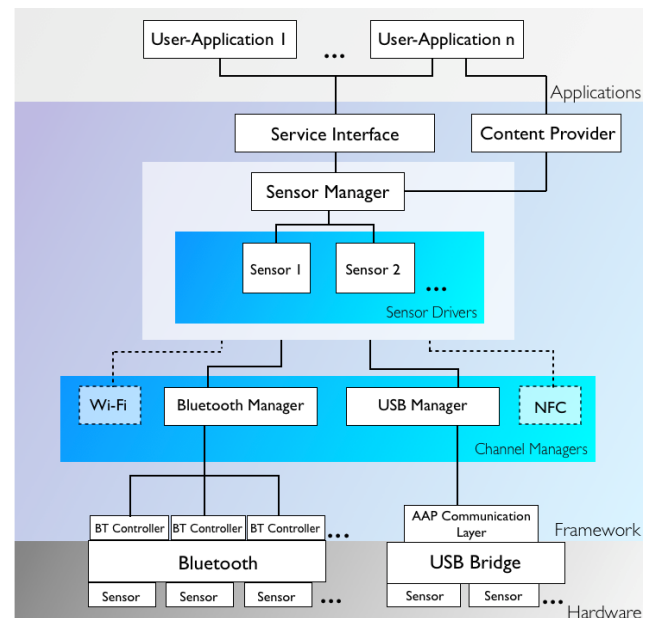 User-Application 1
...
User-Application n
Applications
Service Interface
Content Provider
Sensor Manager
Sensor 1
Sensor 2
...
Sensor Drivers
Wi-Fi
Bluetooth Manager
USB Manager
NFC
Channel Managers
BT Controller
BT Controller
BT Controller
...
AAP Communication
Layer
Framework
Bluetooth
USB Bridge
Sensor
Sensor
Sensor
...
Sensor
Sensor
...
Hardware